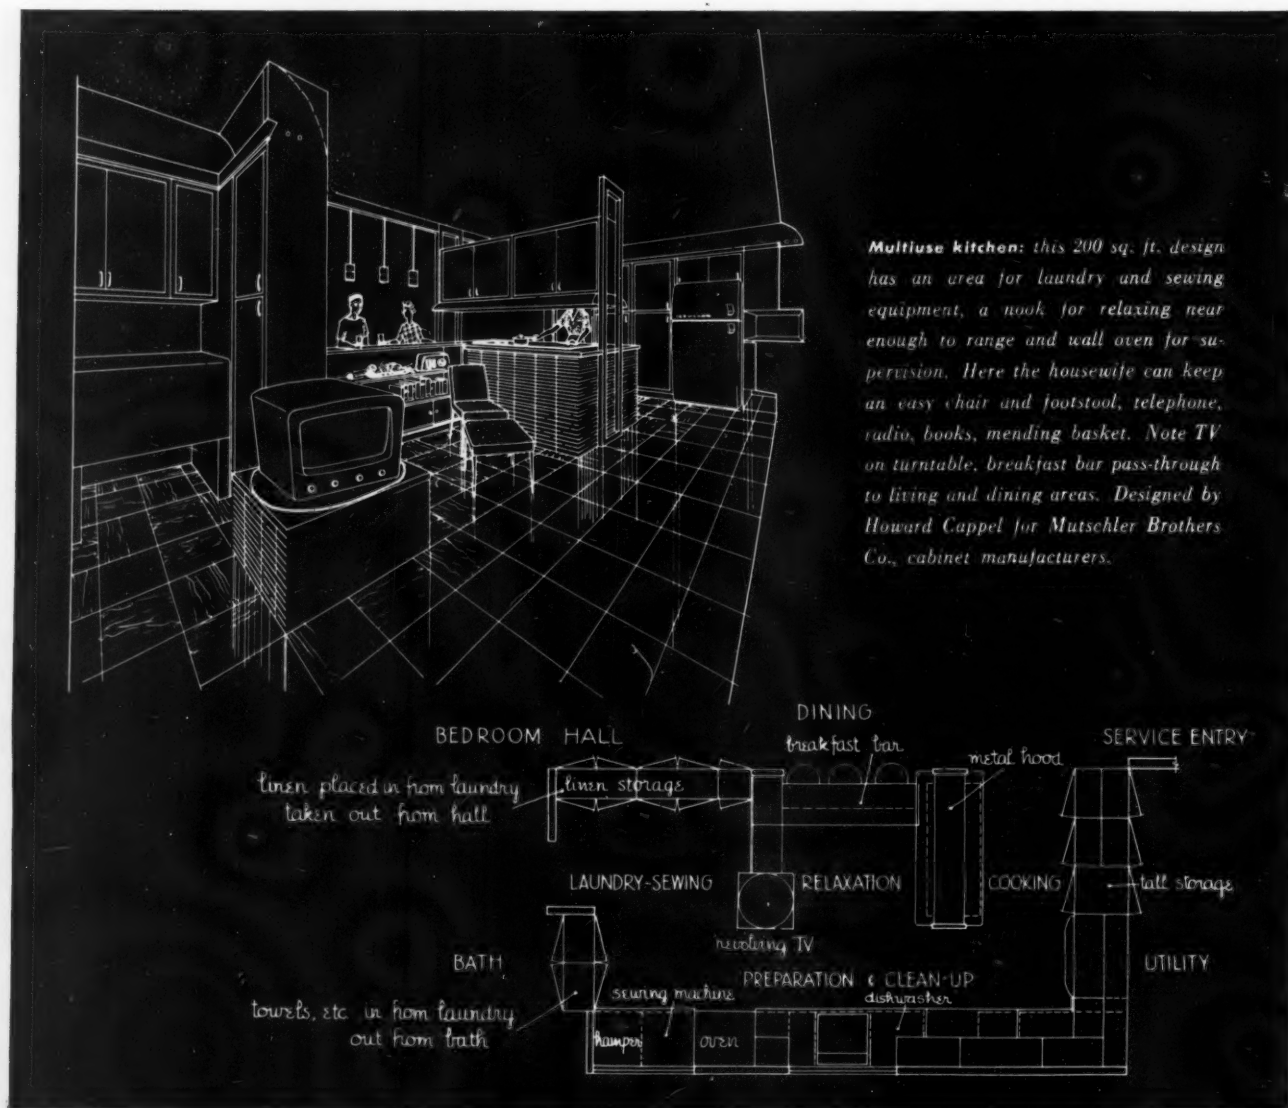 Multiuse kitchen: this 200 sq. ft. design
has an area for laundry and sewing
equipment, a nook for relaxing near
enough to range and wall oven for su-
pervision. Here the housewife can keep
an easy chair and footstool, telephone,
radio, books, mending basket. Note TV
on turntable, breakfast bar pass-through
to living and dining areas. Designed by
Howard Cappel for Mutschler Brothers
Co., cabinet manufacturers.
DINING
BEDROOM HALL
breakfast bar
SERVICE ENTRY
metal hood
linen placed in from laundry
taken out from hall
linen storage
LAUNDRY-SEWING
RELAXATION
COOKING
tall storage
revolving TV
BATH
PREPARATION & CLEAN-UP
UTILITY
sewing machine
dishwasher
towels, etc in from laundry
out from bath
hamper
oven